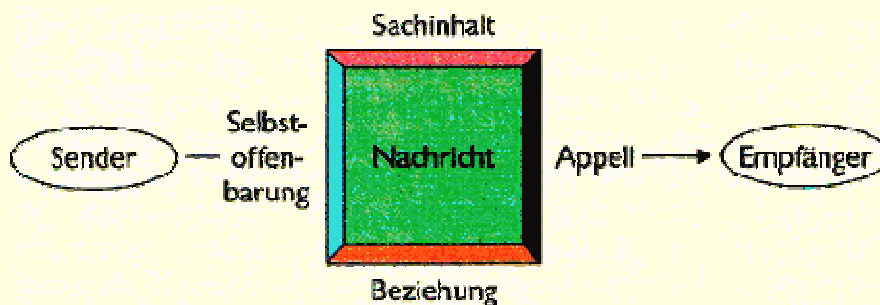 Sachinhalt
Sender
Selbst-
offen-
barung
Nachricht
Appell
Empfänger
Beziehung